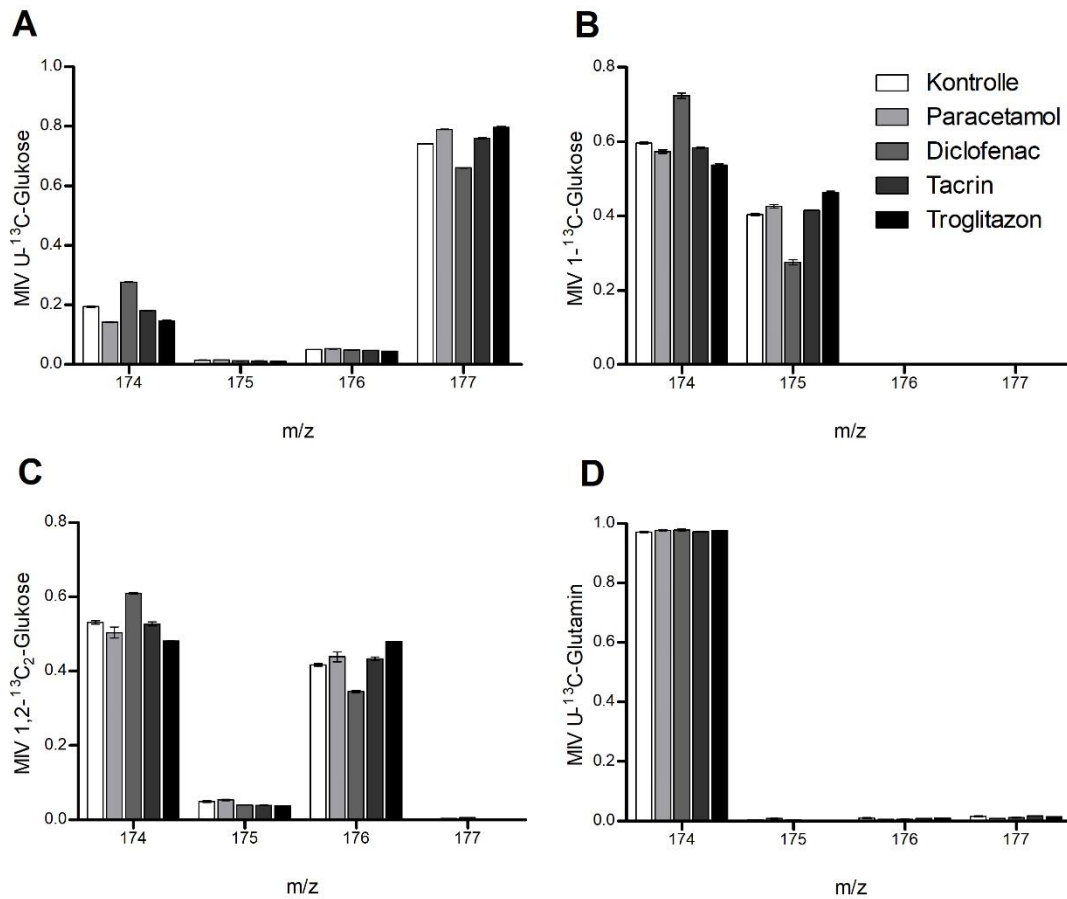 A
MIV U-¹³C-Glukose
1.0
0.8
0.6
0.4
0.2
0.0
174 175 176 177
m/z
B
MIV 1-¹³C-Glukose
0.8
0.6
0.4
0.2
0.0
174 175 176 177
m/z
Kontrolle
Paracetamol
Diclofenac
Tacrin
Troglitazon
C
MIV 1,2-¹³C₂-Glukose
0.8
0.6
0.4
0.2
0.0
174 175 176 177
m/z
D
MIV U-¹³C-Glutamin
1.0
0.8
0.6
0.4
0.2
0.0
174 175 176 177
m/z